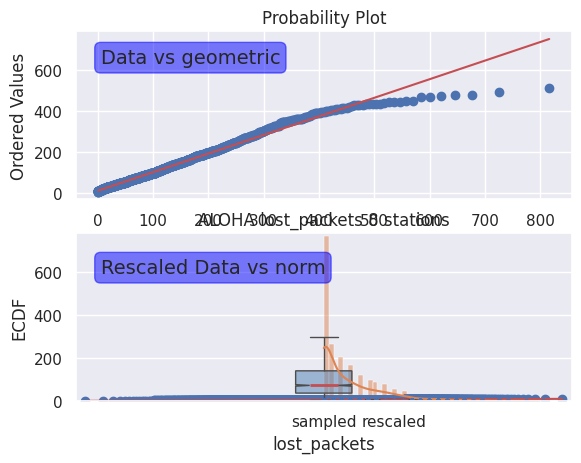 Probability Plot
Data vs geometric
Ordered Values
600
400
200
0
0 100 200 300 400 500 600 700 800
ALOHA lost_packets 8 stations
Rescaled Data vs norm
ECDF
600
400
200
0
sampled rescaled
lost_packets